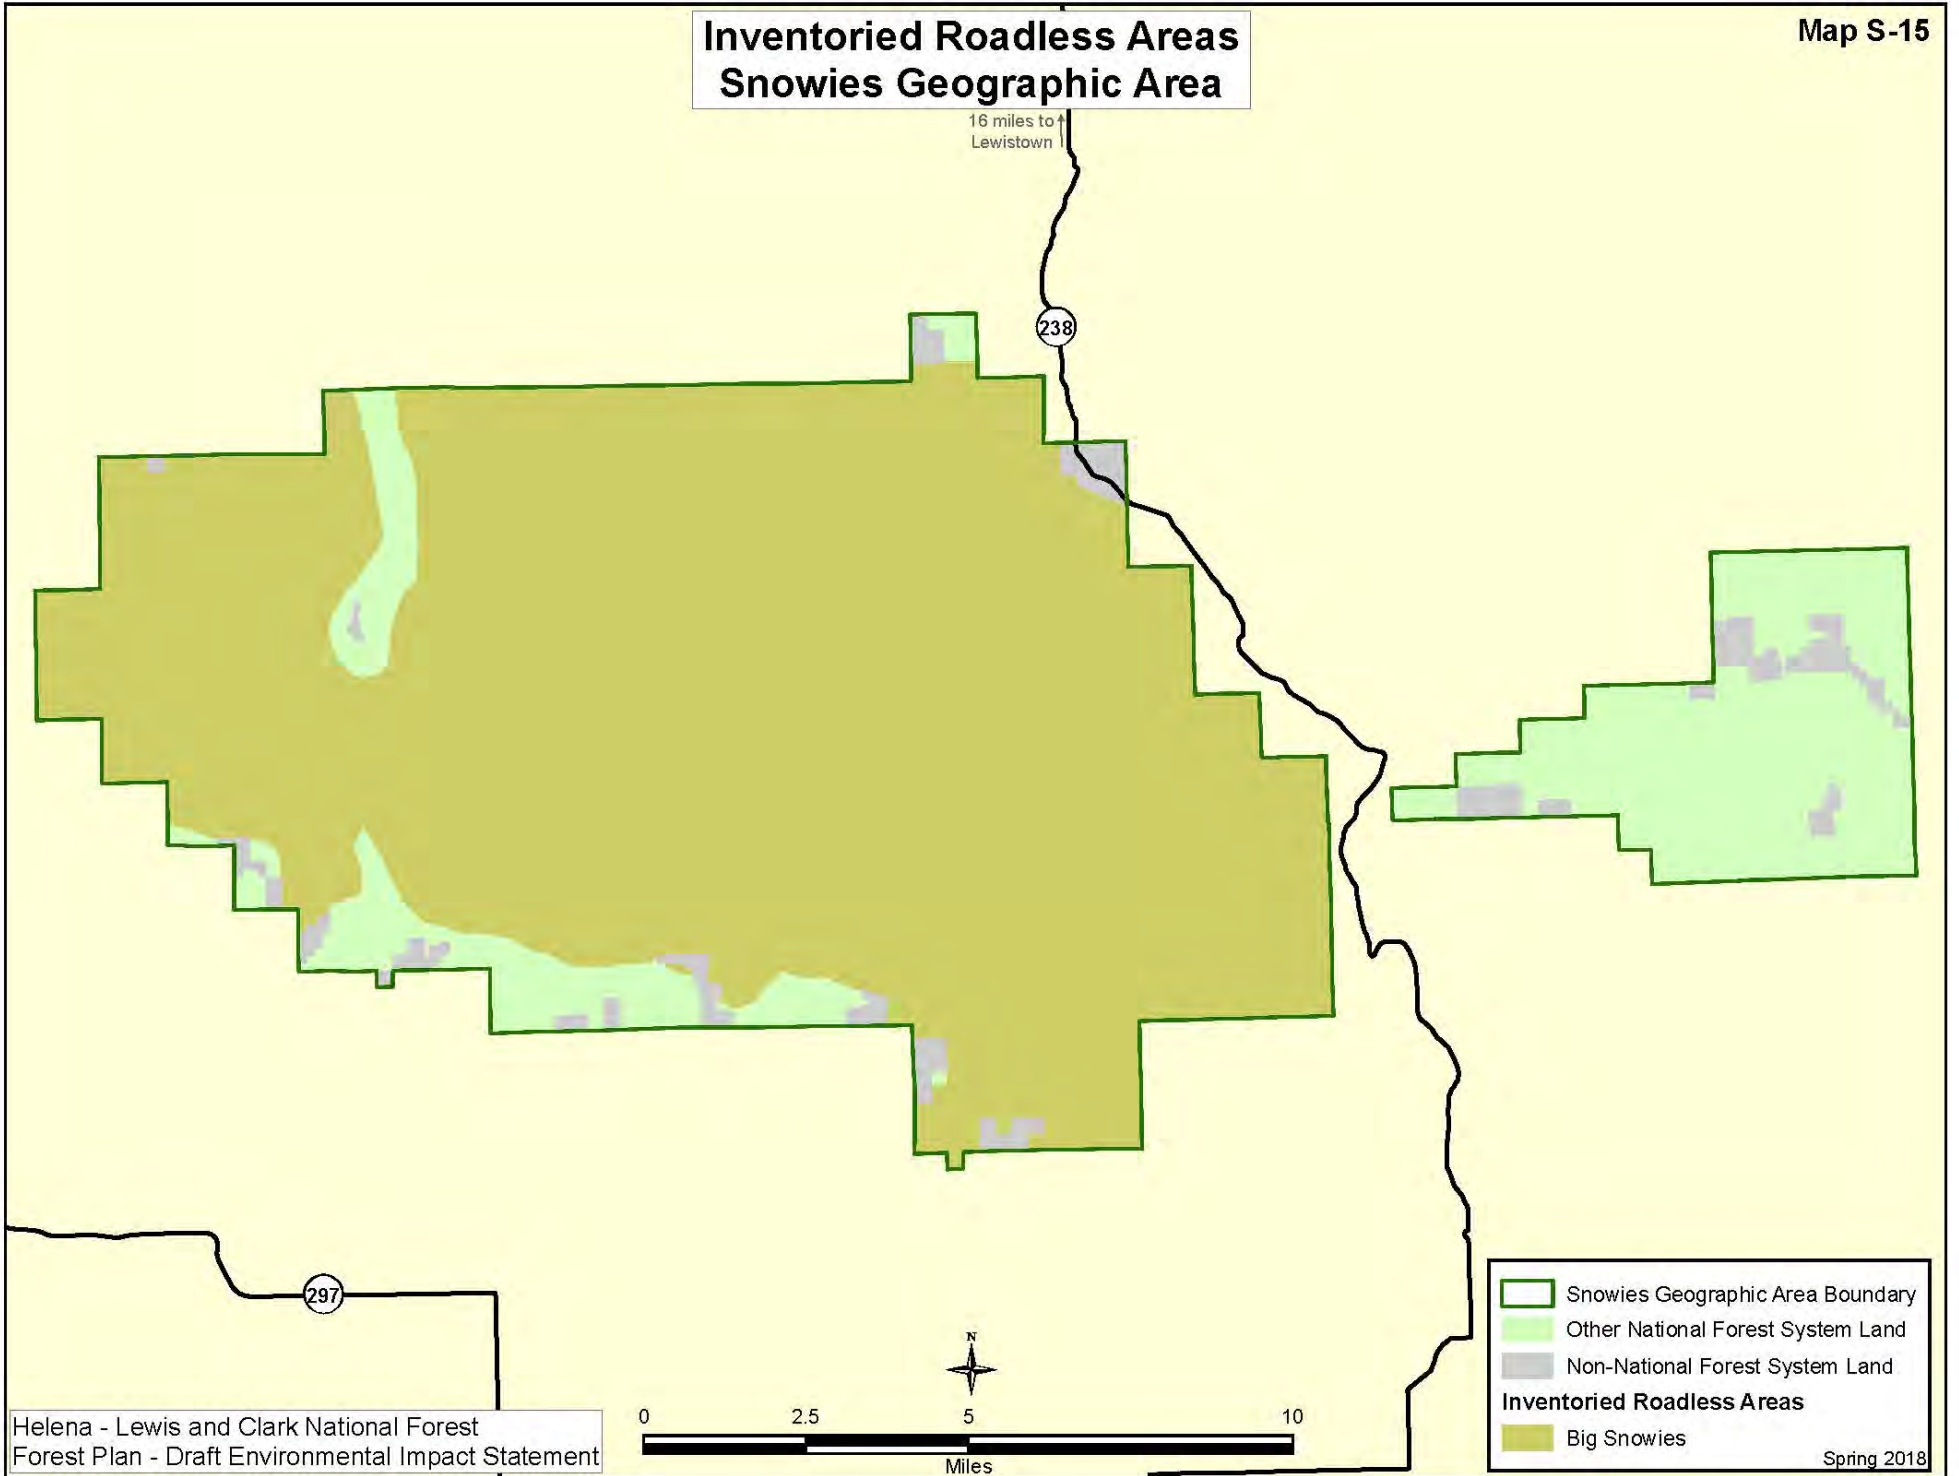 Inventoried Roadless Areas
Snowies Geographic Area
Map S-15
16 miles to
Lewistown
238
297
N
Snowies Geographic Area Boundary
Other National Forest System Land
Non-National Forest System Land
Inventoried Roadless Areas
Big Snowies
Spring 2018
Helena - Lewis and Clark National Forest
Forest Plan - Draft Environmental Impact Statement
0 2.5 5 10
Miles